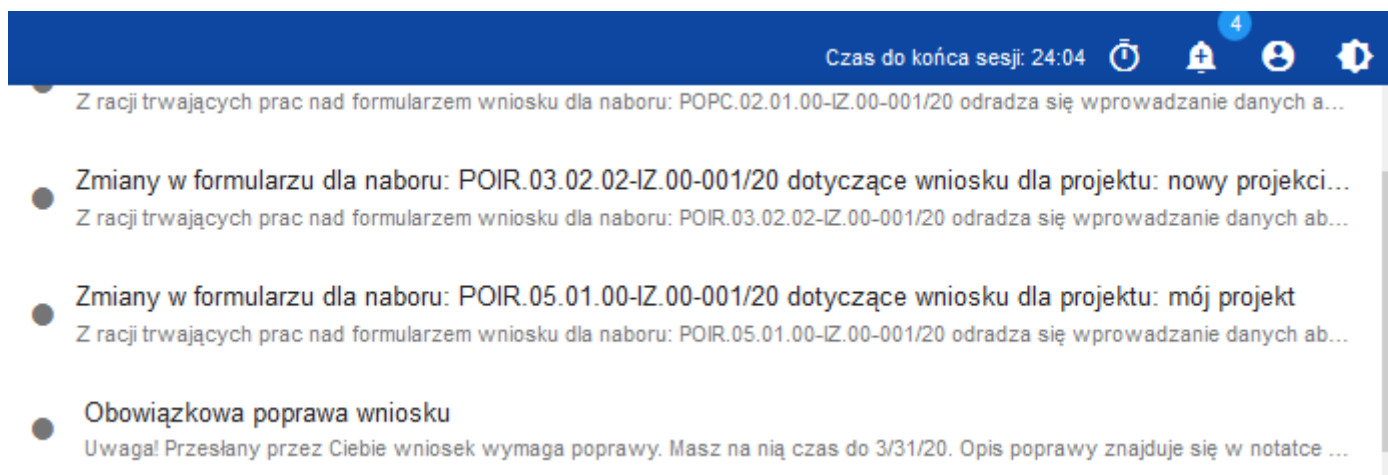 4
Czas do końca sesji: 24:04
Z racji trwających prac nad formularzem wniosku dla naboru: POPC.02.01.00-IZ.00-001/20 odradza się wprowadzanie danych a...
Zmiany w formularzu dla naboru: POIR.03.02.02-IZ.00-001/20 dotyczące wniosku dla projektu: nowy projekci...
Z racji trwających prac nad formularzem wniosku dla naboru: POIR.03.02.02-IZ.00-001/20 odradza się wprowadzanie danych ab...
Zmiany w formularzu dla naboru: POIR.05.01.00-IZ.00-001/20 dotyczące wniosku dla projektu: mój projekt
Z racji trwających prac nad formularzem wniosku dla naboru: POIR.05.01.00-IZ.00-001/20 odradza się wprowadzanie danych ab...
Obowiązkowa poprawa wniosku
Uwaga! Przesłany przez Ciebie wniosek wymaga poprawy. Masz na nią czas do 3/31/20. Opis poprawy znajduje się w notatce ...